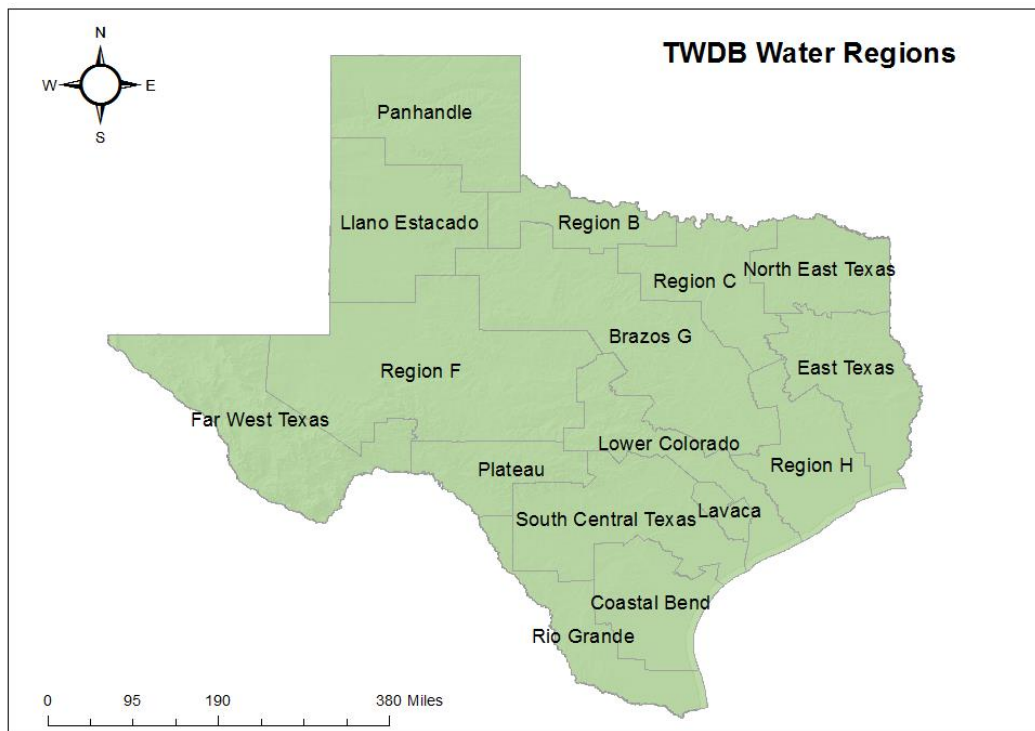 N
TWDB Water Regions
W E
S
Panhandle
Llano Estacado
Region B
North East Texas
Region C
Brazos G
East Texas
Region F
Far West Texas
Lower Colorado
Plateau
Region H
Lavaca
South Central Texas
Coastal Bend
Rio Grande
0 95 190 380 Miles